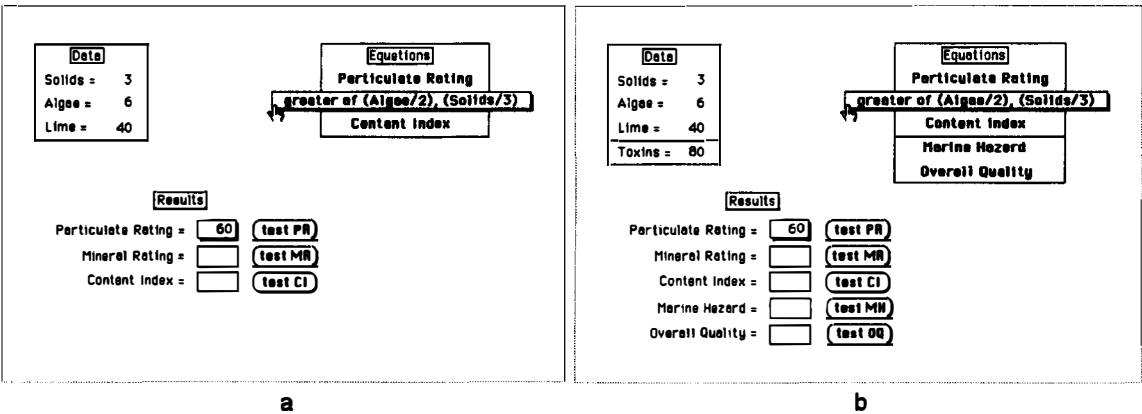 Data
Solids = 3
Algae = 6
Lime = 40
Equations
Particulate Rating
greater of (Algae/2), (Solids/3)
Content Index
Results
Particulate Rating = 60 test PR
Mineral Rating = test MR
Content Index = test CI
a
Data
Solids = 3
Algae = 6
Lime = 40
Toxins = 80
Equations
Particulate Rating
greater of (Algae/2), (Solids/3)
Content Index
Marine Hazard
Overall Quality
Results
Particulate Rating = 60 test PR
Mineral Rating = test MR
Content Index = test CI
Marine Hazard = test MH
Overall Quality = test OQ
b